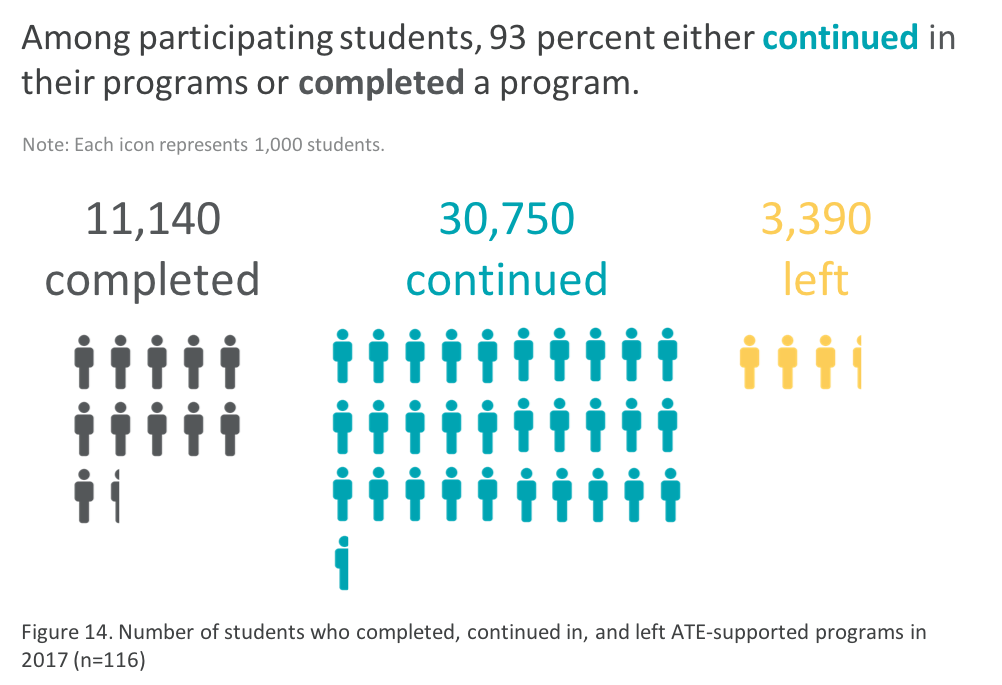 Among participating students, 93 percent either continued in
their programs or completed a program.
Note: Each icon represents 1,000 students.
11,140
completed
30,750
continued
3,390
left
Figure 14. Number of students who completed, continued in, and left ATE-supported programs in
2017 (n=116)